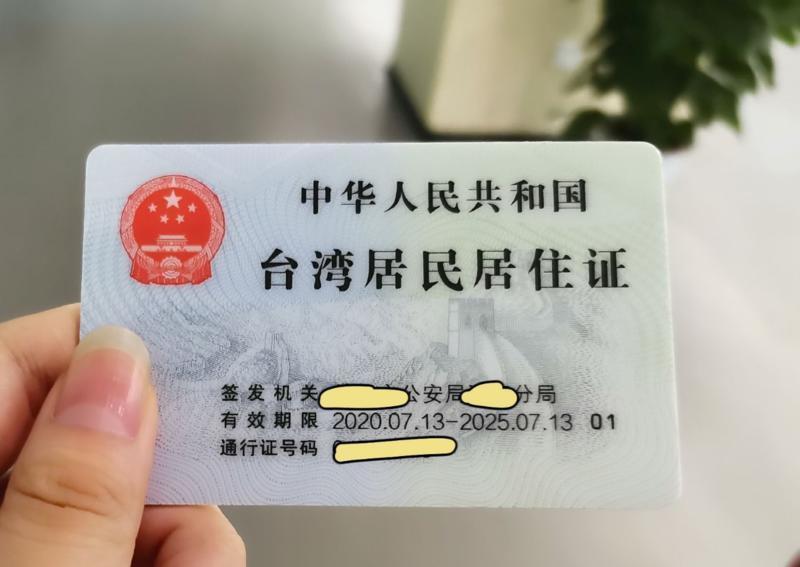 中华人民共和国
台湾居民居住证
签发机关 公安局 分局
有效期限 2020.07.13-2025.07.13 01
通行证号码